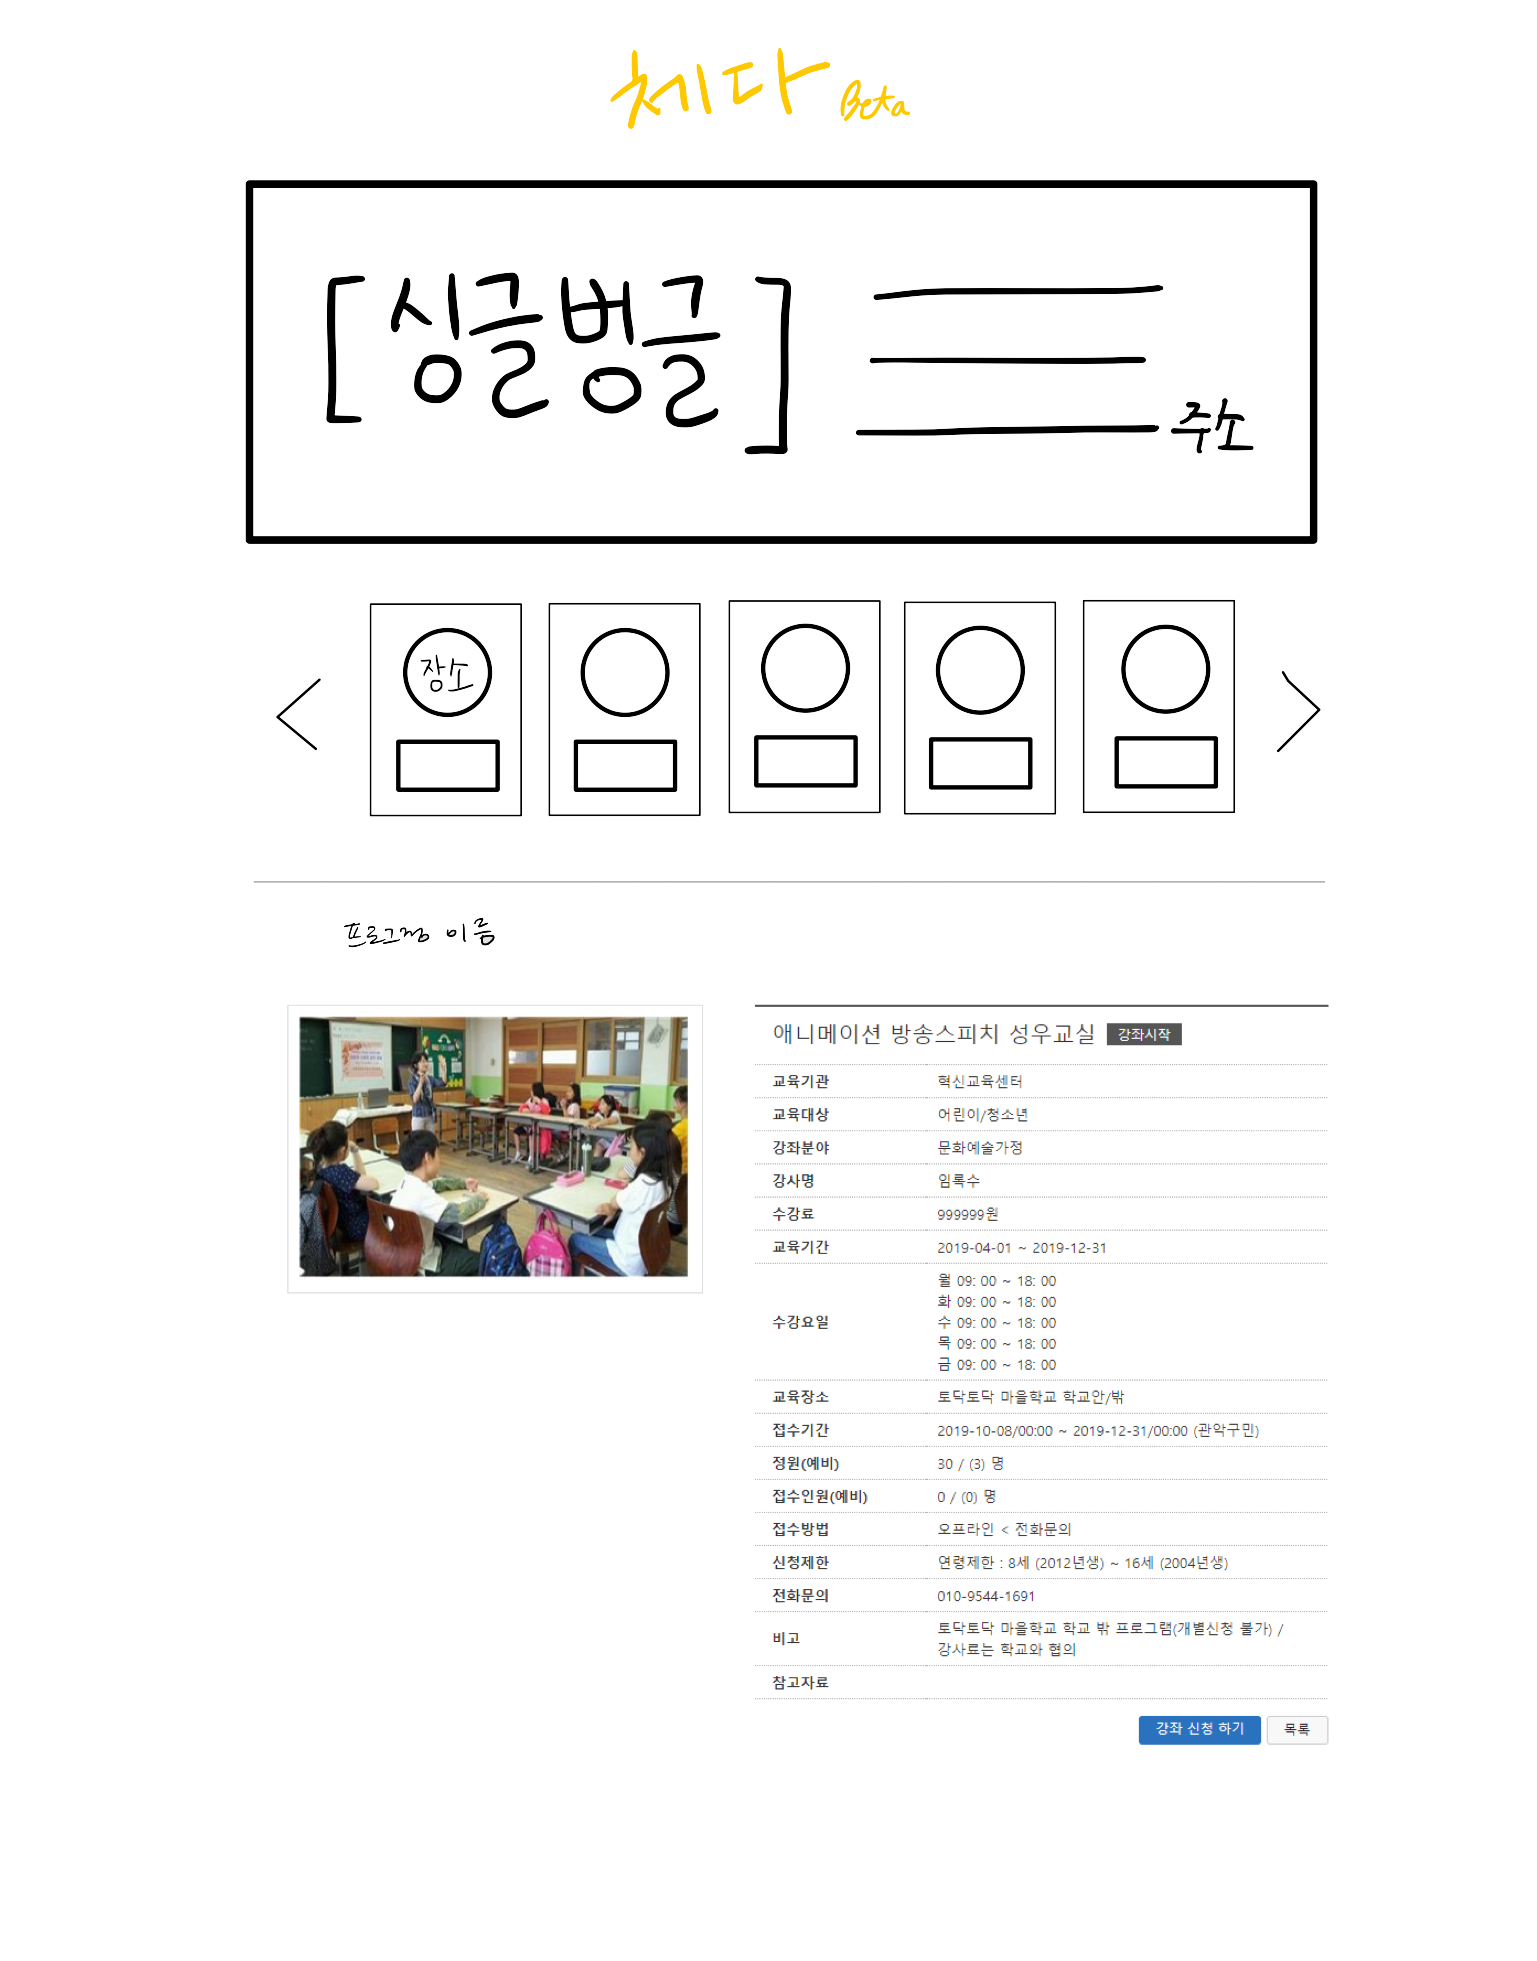 체다 Beta
[싱글벙글]
주소
장소
프로그램 이름
애니메이션 방송스피치 성우교실 강좌시작
교육기관 혁신교육센터
교육대상 어린이/청소년
강좌분야 문화예술가정
강사명 임록수
수강료 999999원
교육기간 2019-04-01 ~ 2019-12-31
월 09: 00 ~ 18: 00
화 09: 00 ~ 18: 00
수강요일 수 09: 00 ~ 18: 00
목 09: 00 ~ 18: 00
금 09: 00 ~ 18: 00
교육장소 토닥토닥 마을학교 학교안/밖
접수기간 2019-10-08/00:00 ~ 2019-12-31/00:00 (관악구민)
정원(예비) 30 / (3) 명
접수인원(예비) 0 / (0) 명
접수방법 오프라인 < 전화문의
신청제한 연령제한 : 8세 (2012년생) ~ 16세 (2004년생)
전화문의 010-9544-1691
비고 토닥토닥 마을학교 학교 밖 프로그램(개별신청 불가) /
강사료는 학교와 협의
참고자료
강좌 신청 하기 목록